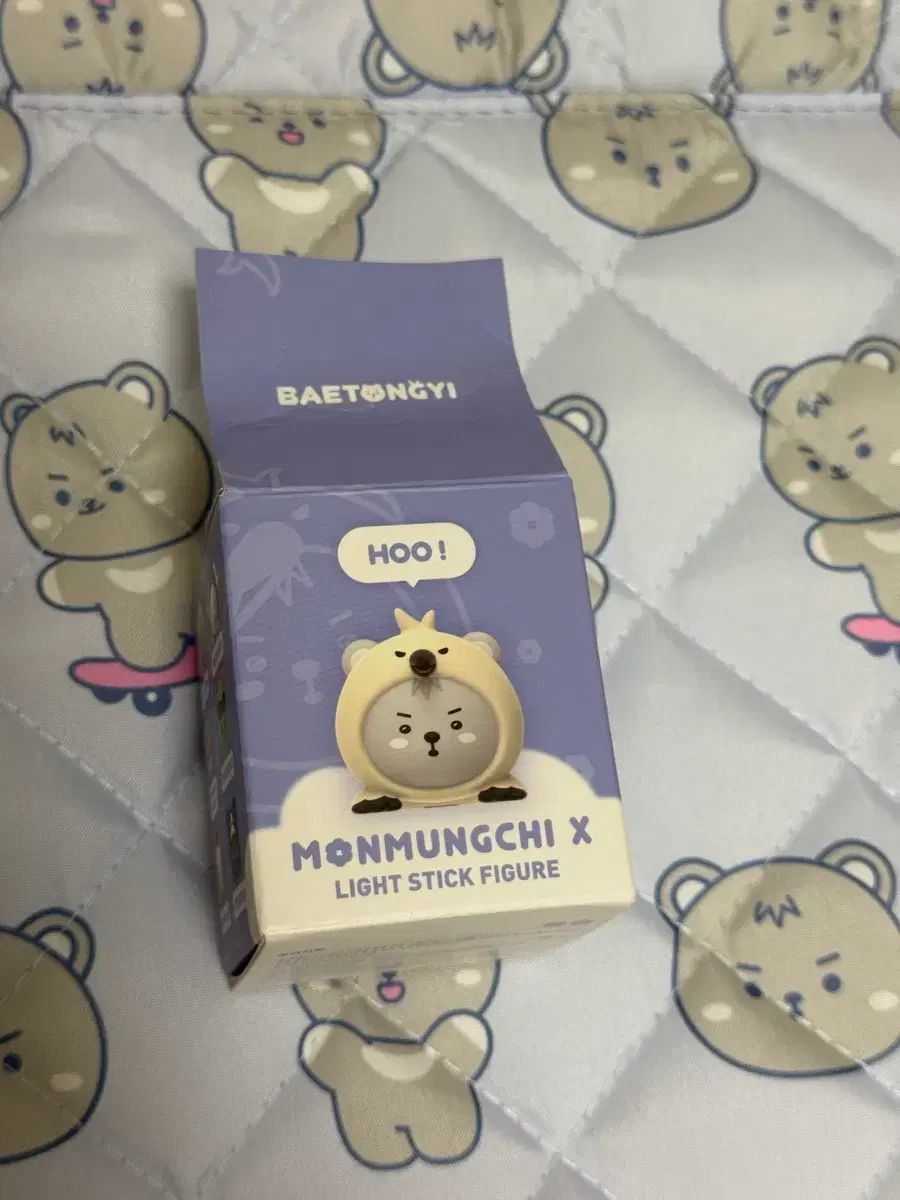 BAETONGYI
HOO!
MONMUNGCHI X
LIGHT STICK FIGURE